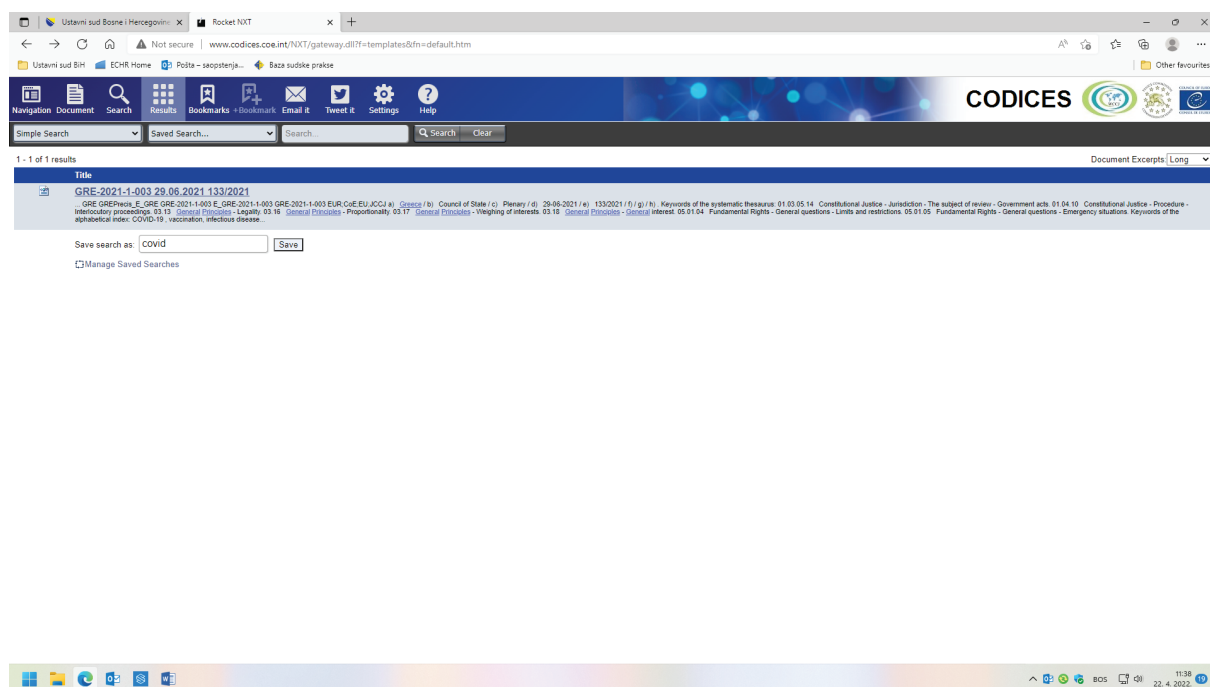 Ustavni sud Bosne i Hercegovine
Rocket NXT
Not secure | www.codices.coe.int/NXT/gateway.dll?f=templates&fn=default.htm
Ustavni sud BiH ECHR Home Pošta – saopstenja... Baza sudske prakse Other favourites
Navigation Document Search Results Bookmarks +Bookmark Email it Tweet it Settings Help
CODICES
Simple Search Saved Search... Search... Search Clear
1 - 1 of 1 results Document Excerpts: Long
Title
GRE-2021-1-003 29.06.2021 133/2021
... GRE GREPrecis_E_GRE GRE-2021-1-003 E_GRE-2021-1-003 GRE-2021-1-003 EUR;CoE;EU;JCCJ a) Greece / b) Council of State / c) Plenary / d) 29-06-2021 / e) 133/2021 / f) / g) / h) . Keywords of the systematic thesaurus: 01.03.05.14 Constitutional Justice - Jurisdiction - The subject of review - Government acts. 01.04.10 Constitutional Justice - Procedure -
Interlocutory proceedings. 03.13 General Principles - Legality. 03.16 General Principles - Proportionality. 03.17 General Principles - Weighing of interests. 03.18 General Principles - General interest. 05.01.04 Fundamental Rights - General questions - Limits and restrictions. 05.01.05 Fundamental Rights - General questions - Emergency situations. Keywords of the
alphabetical index: COVID-19 , vaccination, infectious disease...
Save search as: covid Save
Manage Saved Searches
BOS
11:38
22. 4. 2022.
19